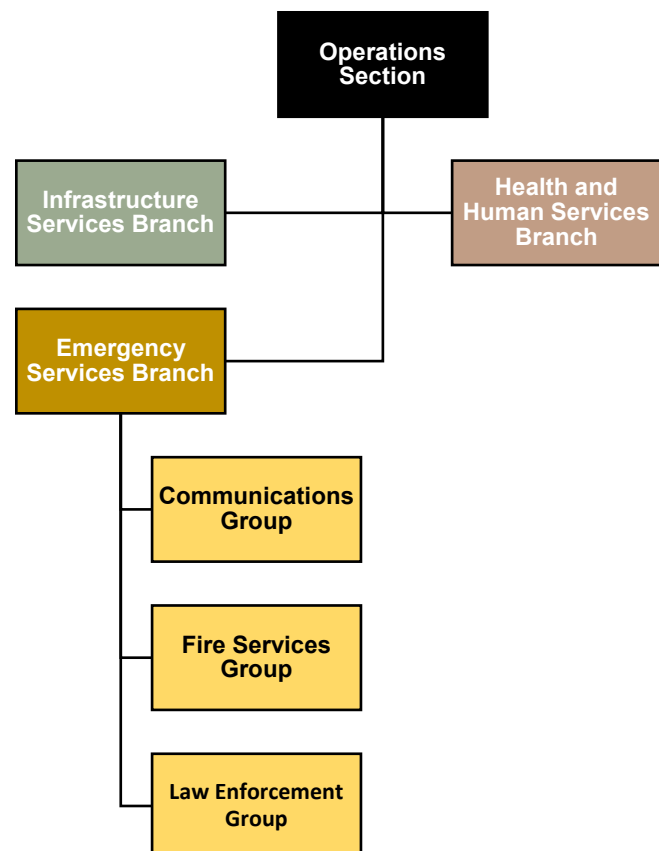 Operations
Section
Infrastructure
Services Branch
Health and
Human Services
Branch
Emergency
Services Branch
Communications
Group
Fire Services
Group
Law Enforcement
Group